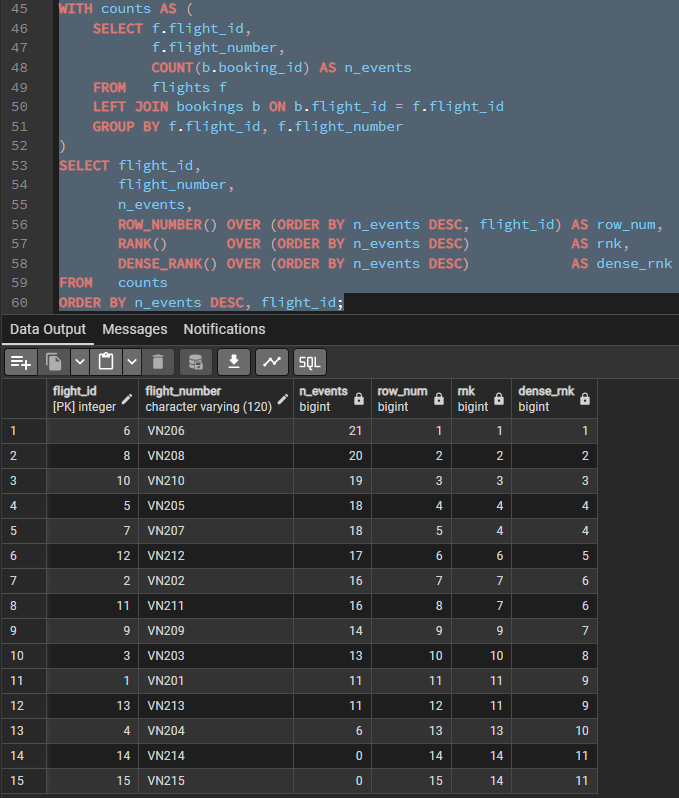 45 WITH counts AS (
46 SELECT f.flight_id,
47 f.flight_number,
48 COUNT(b.booking_id) AS n_events
49 FROM flights f
50 LEFT JOIN bookings b ON b.flight_id = f.flight_id
51 GROUP BY f.flight_id, f.flight_number
52 )
53 SELECT flight_id,
54 flight_number,
55 n_events,
56 ROW_NUMBER() OVER (ORDER BY n_events DESC, flight_id) AS row_num,
57 RANK() OVER (ORDER BY n_events DESC) AS rnk,
58 DENSE_RANK() OVER (ORDER BY n_events DESC) AS dense_rnk
59 FROM counts
60 ORDER BY n_events DESC, flight_id;
Data Output Messages Notifications
SQL
flight_id flight_number n_events row_num rnk dense_rnk
[PK] integer character varying (120) bigint bigint bigint bigint
1 6 VN206 21 1 1 1
2 8 VN208 20 2 2 2
3 10 VN210 19 3 3 3
4 5 VN205 18 4 4 4
5 7 VN207 18 5 4 4
6 12 VN212 17 6 6 5
7 2 VN202 16 7 7 6
8 11 VN211 16 8 7 6
9 9 VN209 14 9 9 7
10 3 VN203 13 10 10 8
11 1 VN201 11 11 11 9
12 13 VN213 11 12 11 9
13 4 VN204 6 13 13 10
14 14 VN214 0 14 14 11
15 15 VN215 0 15 14 11